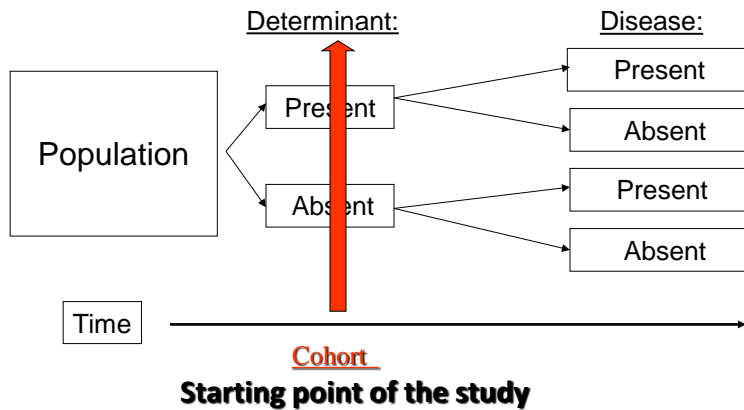 Determinant:
Disease:
Present
Present
Population
Absent
Absent
Present
Absent
Time
Cohort
Starting point of the study